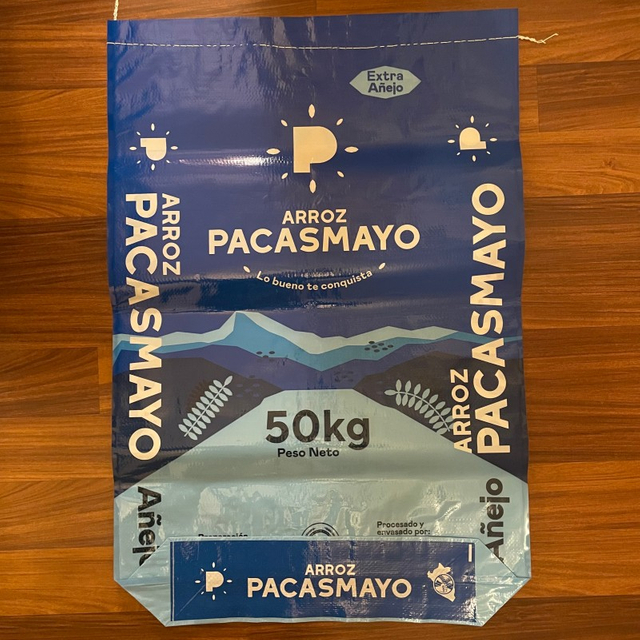 Extra
Añejo
P
ARROZ
PACASMAYO
Lo bueno te conquista
P
ARROZ
PACASMAYO
Añejo
P
ARROZ
PACASMAYO
Añejo
50kg
Peso Neto
Procesado y
envasado por:
P
ARROZ
PACASMAYO